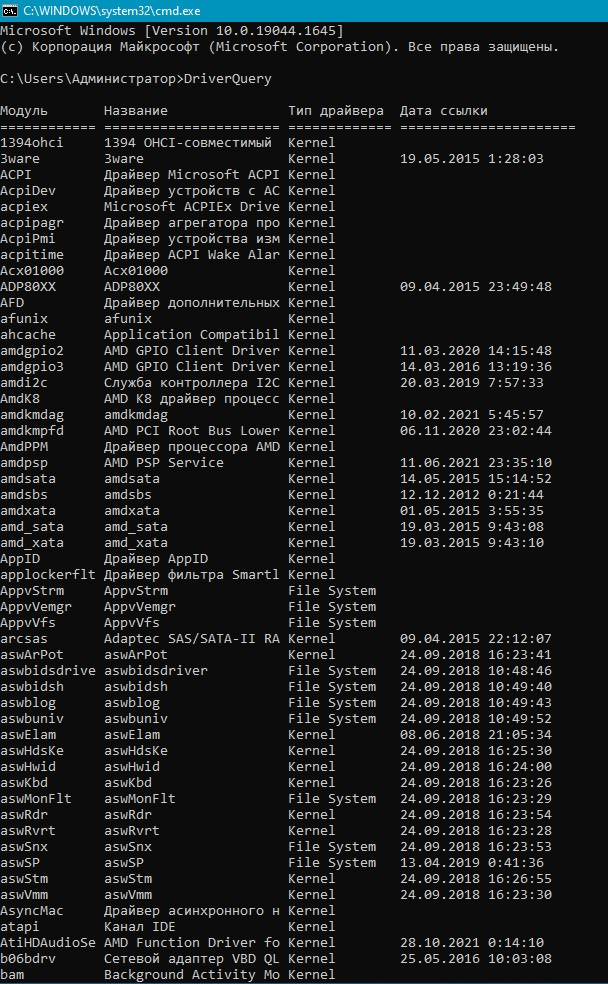 C:\WINDOWS\system32\cmd.exe
Microsoft Windows [Version 10.0.19044.1645]
(c) Корпорация Майкрософт (Microsoft Corporation). Все права защищены.
C:\Users\Администратор>DriverQuery
Модуль Название Тип драйвера Дата ссылки
============ ====================== ============= ======================
1394ohci 1394 OHCI-совместимый Kernel
3ware 3ware Kernel 19.05.2015 1:28:03
ACPI Драйвер Microsoft ACPI Kernel
AcpiDev Драйвер устройств с AC Kernel
acpiex Microsoft ACPIEx Drive Kernel
acpipagr Драйвер агрегатора про Kernel
AcpiPmi Драйвер устройства изм Kernel
acpitime Драйвер ACPI Wake Alar Kernel
Acx01000 Acx01000 Kernel
ADP80XX ADP80XX Kernel 09.04.2015 23:49:48
AFD Драйвер дополнительных Kernel
afunix afunix Kernel
ahcache Application Compatibil Kernel
amdgpio2 AMD GPIO Client Driver Kernel 11.03.2020 14:15:48
amdgpio3 AMD GPIO Client Driver Kernel 14.03.2016 13:19:36
amdi2c Служба контроллера I2C Kernel 20.03.2019 7:57:33
AmdK8 AMD K8 драйвер процесс Kernel
amdkmdag amdkmdag Kernel 10.02.2021 5:45:57
amdkmpfd AMD PCI Root Bus Lower Kernel 06.11.2020 23:02:44
AmdPPM Драйвер процессора AMD Kernel
amdpsp AMD PSP Service Kernel 11.06.2021 23:35:10
amdsata amdsata Kernel 14.05.2015 15:14:52
amdsbs amdsbs Kernel 12.12.2012 0:21:44
amdxata amdxata Kernel 01.05.2015 3:55:35
amd_sata amd_sata Kernel 19.03.2015 9:43:08
amd_xata amd_xata Kernel 19.03.2015 9:43:10
AppID Драйвер AppID Kernel
applockerflt Драйвер фильтра Smartl Kernel
AppvStrm AppvStrm File System
AppvVemgr AppvVemgr File System
AppvVfs AppvVfs File System
arcsas Adaptec SAS/SATA-II RA Kernel 09.04.2015 22:12:07
aswArPot aswArPot Kernel 24.09.2018 16:23:41
aswbidsdrive aswbidsdriver File System 24.09.2018 10:48:46
aswbidsh aswbidsh File System 24.09.2018 10:49:40
aswblog aswblog File System 24.09.2018 10:49:43
aswbuniv aswbuniv File System 24.09.2018 10:49:52
aswElam aswElam Kernel 08.06.2018 21:05:34
aswHdsKe aswHdsKe Kernel 24.09.2018 16:25:30
aswHwid aswHwid Kernel 24.09.2018 16:24:00
aswKbd aswKbd Kernel 24.09.2018 16:23:26
aswMonFlt aswMonFlt File System 24.09.2018 16:23:29
aswRdr aswRdr Kernel 24.09.2018 16:23:54
aswRvrt aswRvrt Kernel 24.09.2018 16:23:28
aswSnx aswSnx File System 24.09.2018 16:23:53
aswSP aswSP File System 13.04.2019 0:41:36
aswStm aswStm Kernel 24.09.2018 16:26:55
aswVmm aswVmm Kernel 24.09.2018 16:23:30
AsyncMac Драйвер асинхронного н Kernel
atapi Канал IDE Kernel
AtiHDAudioSe AMD Function Driver fo Kernel 28.10.2021 0:14:10
b06bdrv Сетевой адаптер VBD QL Kernel 25.05.2016 10:03:08
bam Background Activity Mo Kernel